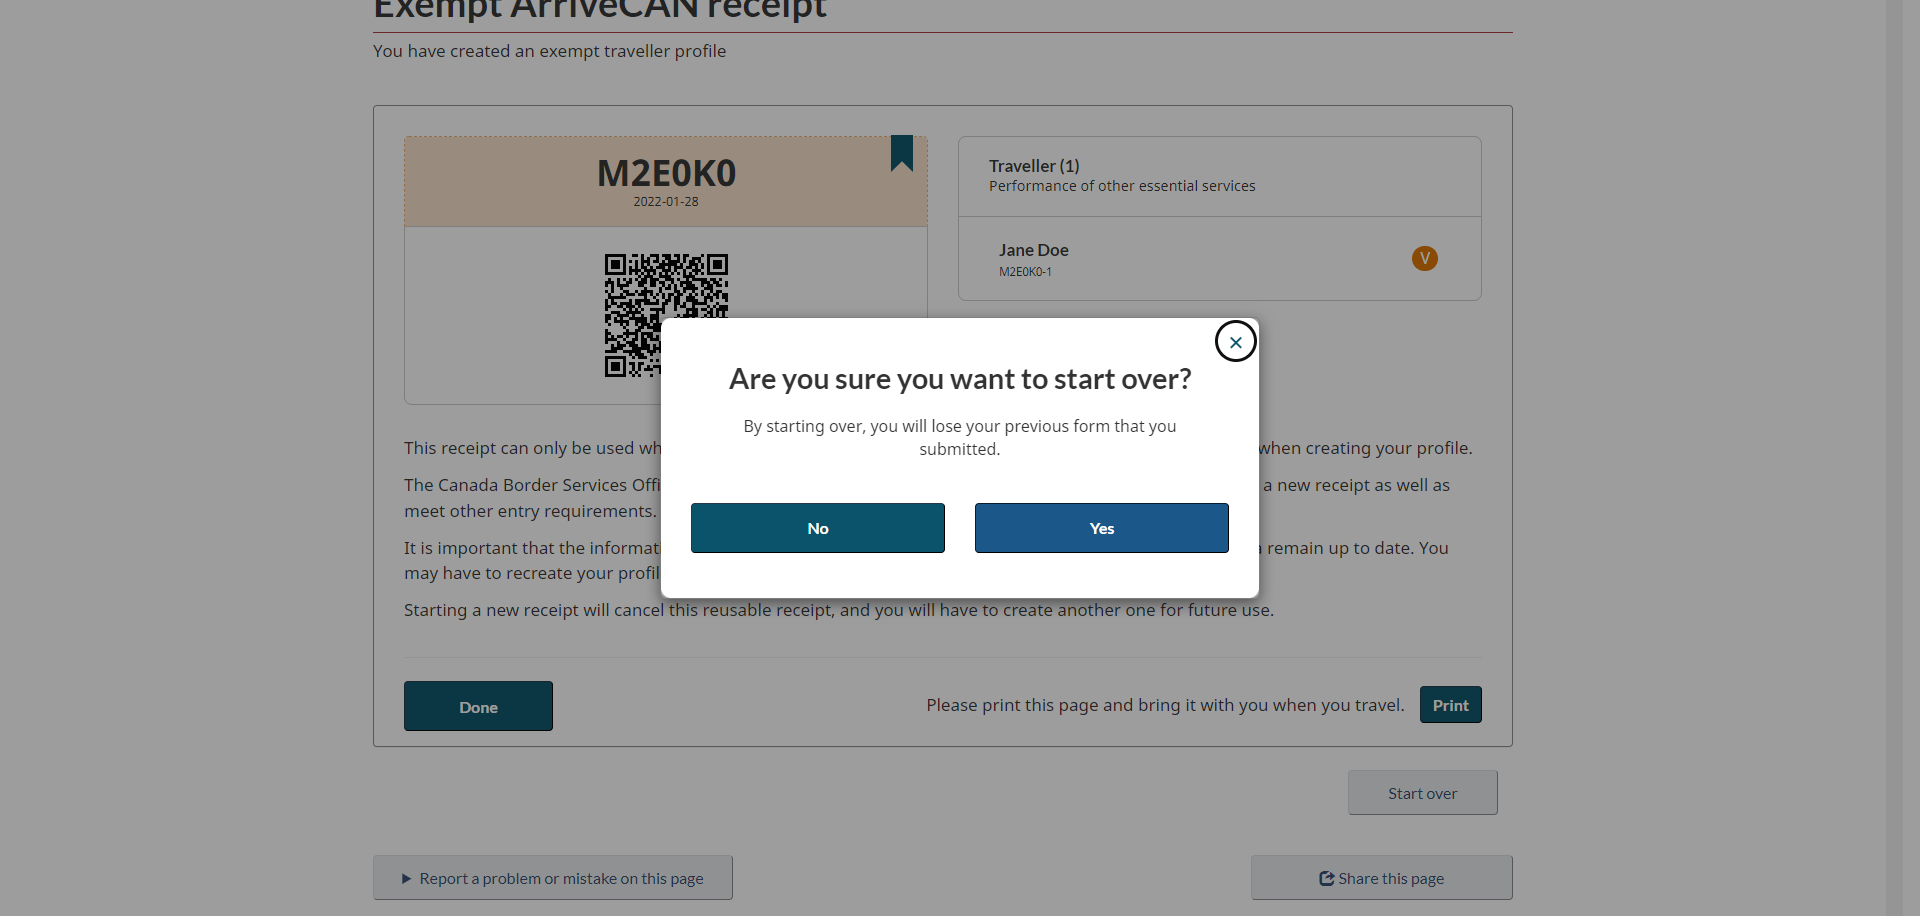 Exempt ArriveCAN receipt
You have created an exempt traveller profile
M2E0K0
2022-01-28
Traveller (1)
Performance of other essential services
Jane Doe
M2E0K0-1
V
Are you sure you want to start over?
By starting over, you will lose your previous form that you
submitted.
No
Yes
This receipt can only be used wh
when creating your profile.
The Canada Border Services Offi
a new receipt as well as
meet other entry requirements.
It is important that the informati
remain up to date. You
may have to recreate your profil
Starting a new receipt will cancel this reusable receipt, and you will have to create another one for future use.
Done
Please print this page and bring it with you when you travel.
Print
Start over
Report a problem or mistake on this page
Share this page